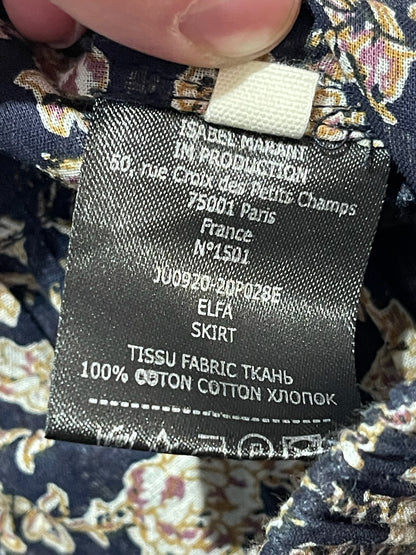 ISABEL MARANT
IM PRODUCTION
50, rue Croix des Petits Champs
75001 Paris
France
N°1501
JU0920-20P028E
ELFA
SKIRT
TISSU FABRIC ТКАНЬ
100% COTON COTTON ХЛОПОК